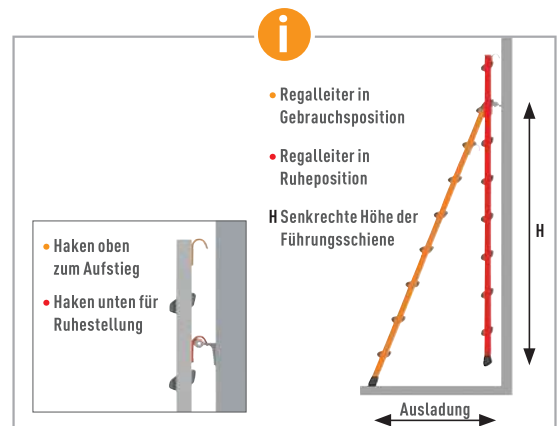 i
Regalleiter in
Gebrauchsposition
Regalleiter in
Ruheposition
H Senkrechte Höhe der
Führungsschiene
H
Haken oben
zum Aufstieg
Haken unten für
Ruhestellung
Ausladung